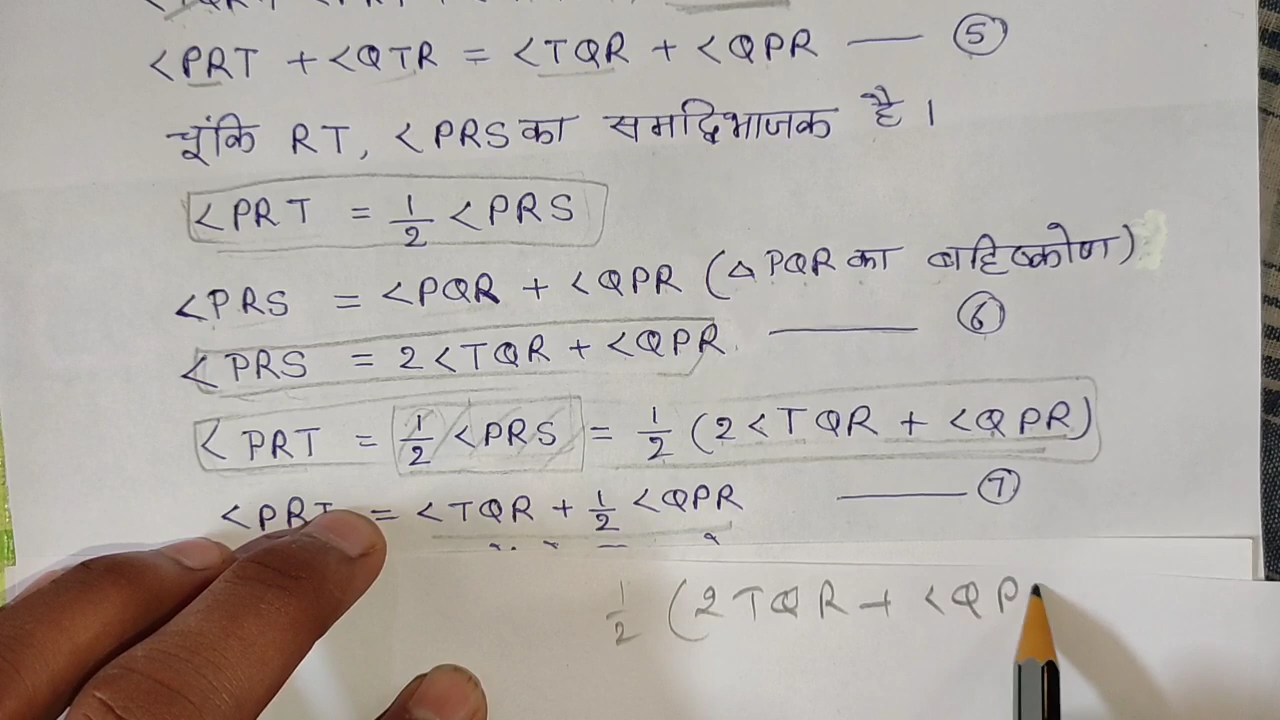 <PRT + <QTR = <TQR + <QPR — ⑤
चूंकि RT, <PRS का समद्विभाजक है।
<PRT = 1/2 <PRS
<PRS = <PQR + <QPR (△PQR का बहिष्कोण)
<PRS = 2<TQR + <QPR — ⑥
<PRT = 1/2 <PRS = 1/2 (2<TQR + <QPR)
<PRT = <TQR + 1/2 <QPR — ⑦
1/2 (2TQR + <QP